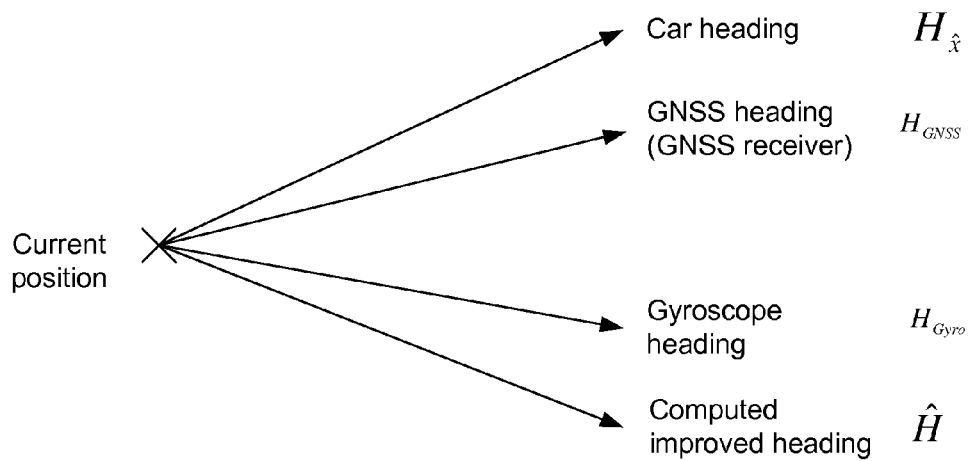 Car heading H_x̂
GNSS heading H_GNSS
(GNSS receiver)
Current
position
Gyroscope H_Gyro
heading
Computed Ĥ
improved heading